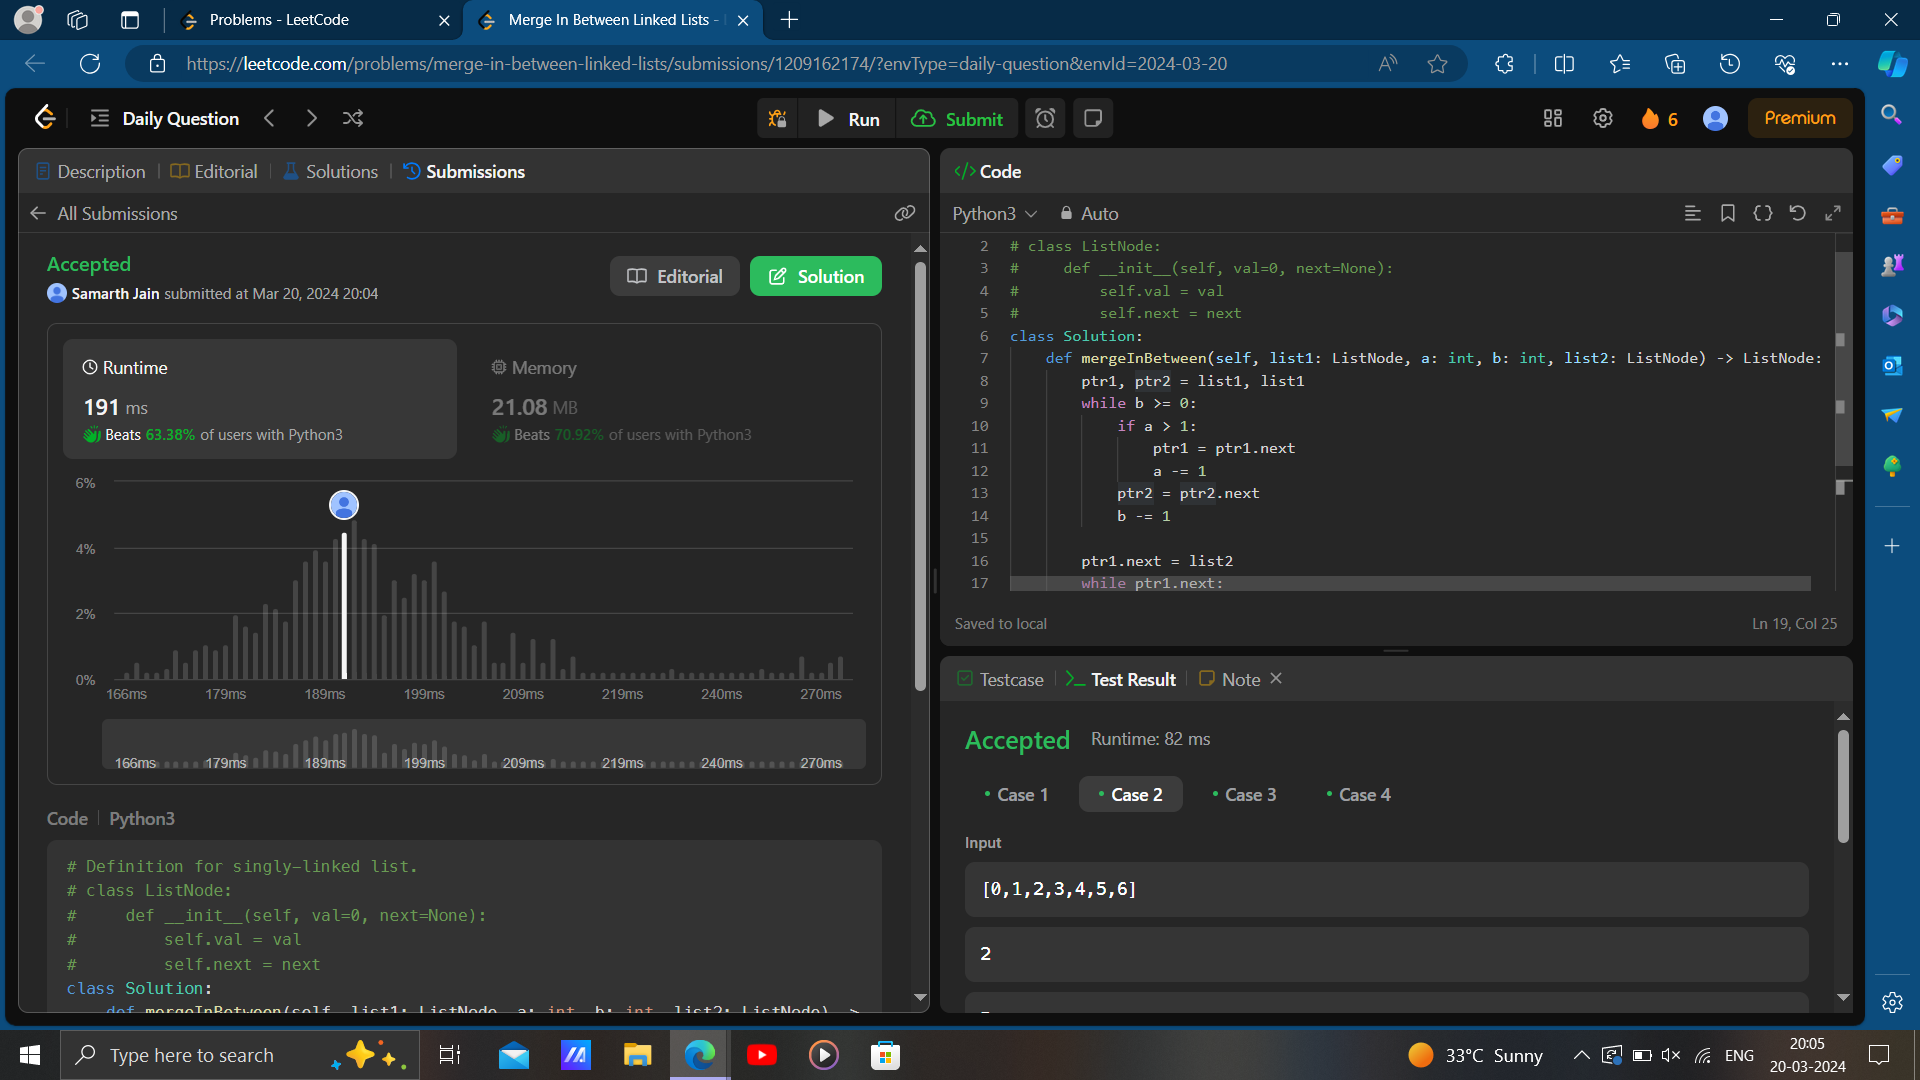 Problems - LeetCode
Merge In Between Linked Lists -
https://leetcode.com/problems/merge-in-between-linked-lists/submissions/1209162174/?envType=daily-question&envId=2024-03-20
Daily Question
Run
Submit
6
Premium
Description
Editorial
Solutions
Submissions
All Submissions
Accepted
Samarth Jain submitted at Mar 20, 2024 20:04
Editorial
Solution
Runtime
191 ms
Beats 63.38% of users with Python3
Memory
21.08 MB
Beats 70.92% of users with Python3
6%
4%
2%
0%
166ms 179ms 189ms 199ms 209ms 219ms 240ms 270ms
166ms 179ms 189ms 199ms 209ms 219ms 240ms 270ms
Code | Python3
# Definition for singly-linked list.
# class ListNode:
#     def __init__(self, val=0, next=None):
#         self.val = val
#         self.next = next
class Solution:
    def mergeInBetween(self, list1: ListNode, a: int, b: int, list2: ListNode) ->
Code
Python3
Auto
2 # class ListNode:
3 #     def __init__(self, val=0, next=None):
4 #         self.val = val
5 #         self.next = next
6 class Solution:
7     def mergeInBetween(self, list1: ListNode, a: int, b: int, list2: ListNode) -> ListNode:
8         ptr1, ptr2 = list1, list1
9         while b >= 0:
10             if a > 1:
11                 ptr1 = ptr1.next
12                 a -= 1
13             ptr2 = ptr2.next
14             b -= 1
15
16         ptr1.next = list2
17         while ptr1.next:
Saved to local
Ln 19, Col 25
Testcase
Test Result
Note
Accepted
Runtime: 82 ms
Case 1
Case 2
Case 3
Case 4
Input
[0,1,2,3,4,5,6]
2
Type here to search
33°C Sunny
ENG
20:05
20-03-2024